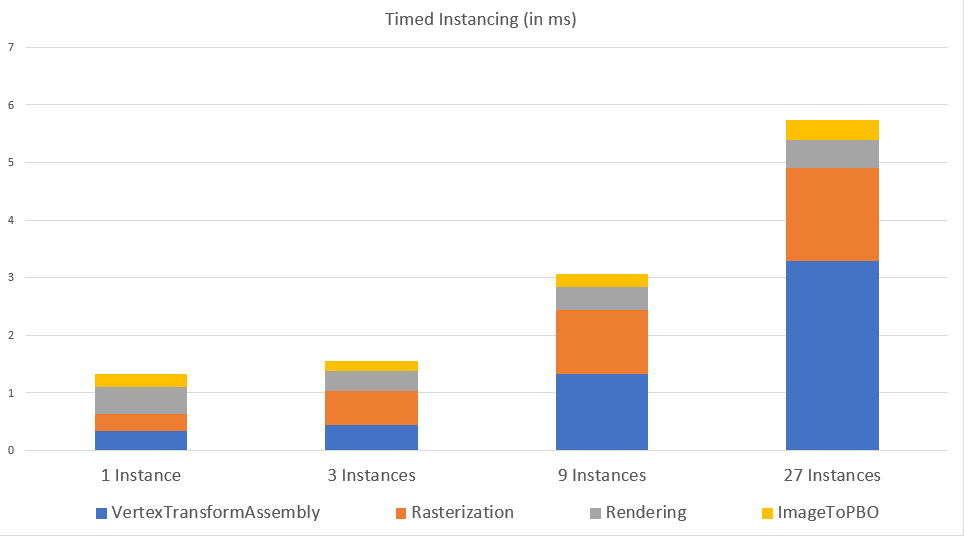 Timed Instancing (in ms)
7
6
5
4
3
2
1
0
1 Instance 3 Instances 9 Instances 27 Instances
VertexTransformAssembly Rasterization Rendering ImageToPBO